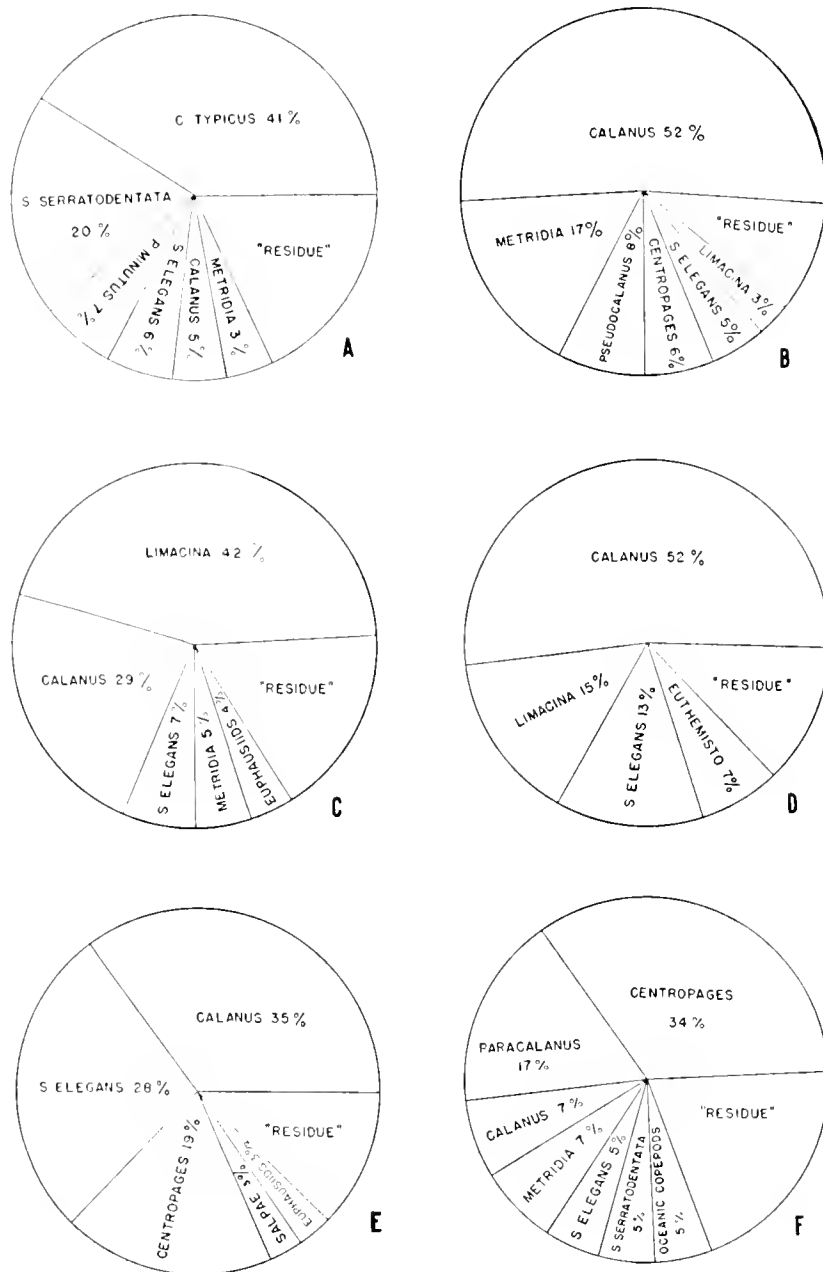 C TYPICUS 41%
S SERRATODENTATA
20%
P MINUTUS 7%
S ELEGANS 6%
CALANUS 5%
METRIDIA 3%
"RESIDUE"
A
CALANUS 52%
METRIDIA 17%
PSEUDOCALANUS 8%
CENTROPAGES 6%
S ELEGANS 5%
LIMACINA 3%
"RESIDUE"
B
LIMACINA 42%
CALANUS 29%
S ELEGANS 7%
METRIDIA 5%
EUPHAUSIIDS 4%
"RESIDUE"
C
CALANUS 52%
LIMACINA 15%
S ELEGANS 13%
EUTHEMISTO 7%
"RESIDUE"
D
CALANUS 35%
S ELEGANS 28%
CENTROPAGES 19%
SALPAE 3%
EUPHAUSIIDS 3%
"RESIDUE"
E
CENTROPAGES
34%
PARACALANUS
17%
CALANUS 7%
METRIDIA 7%
S ELEGANS 5%
S SERRATODENTATA
5%
OCEANIC COPEPODS
5%
"RESIDUE"
F